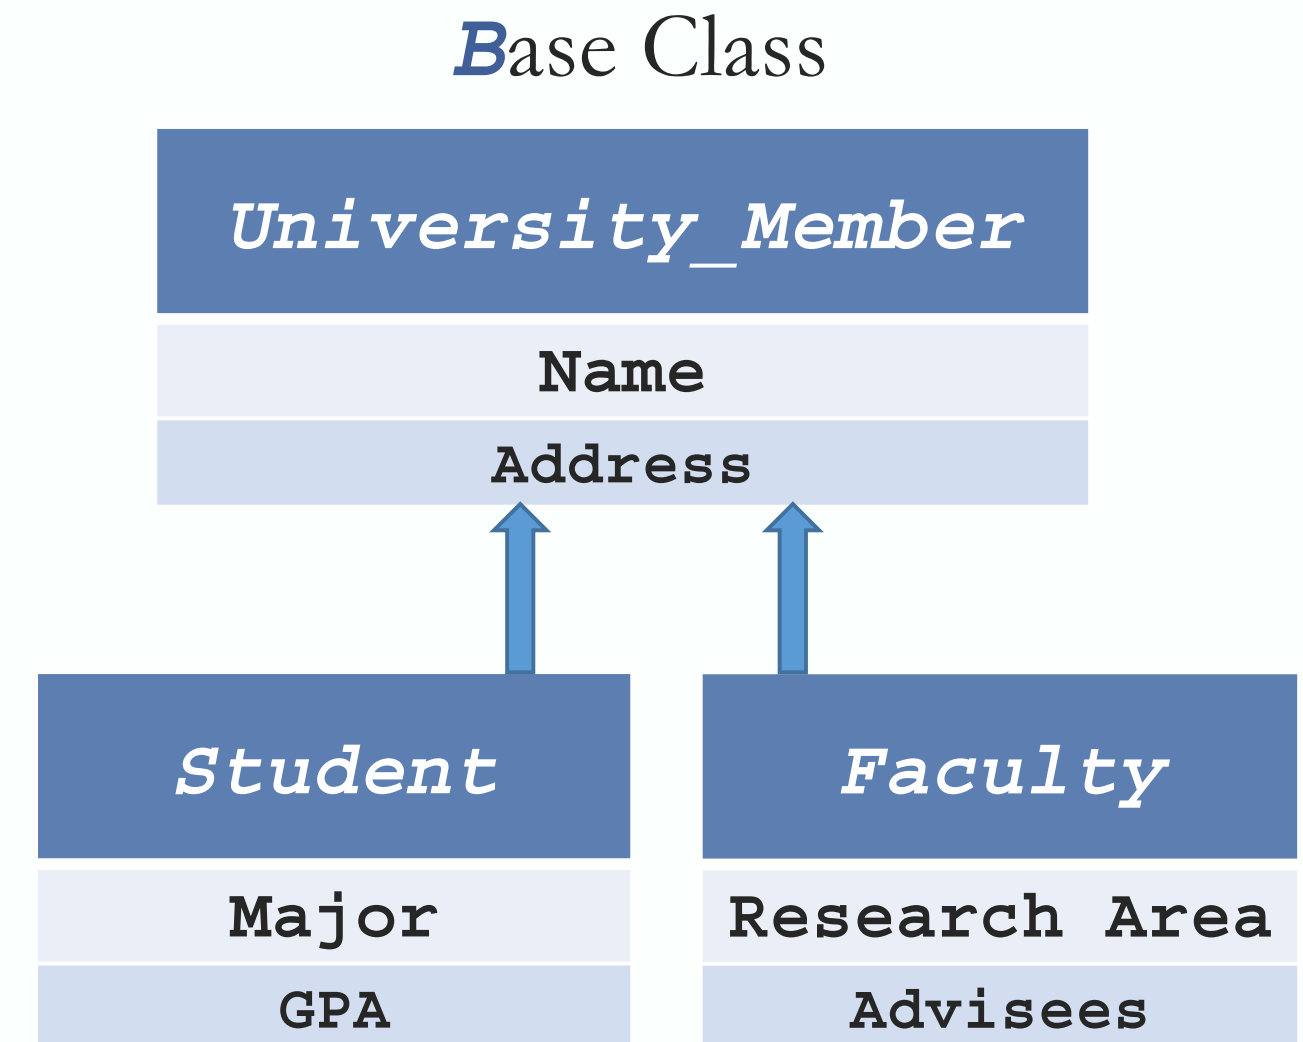 Base Class
University_Member
Name
Address
Student
Major
GPA
Faculty
Research Area
Advisees